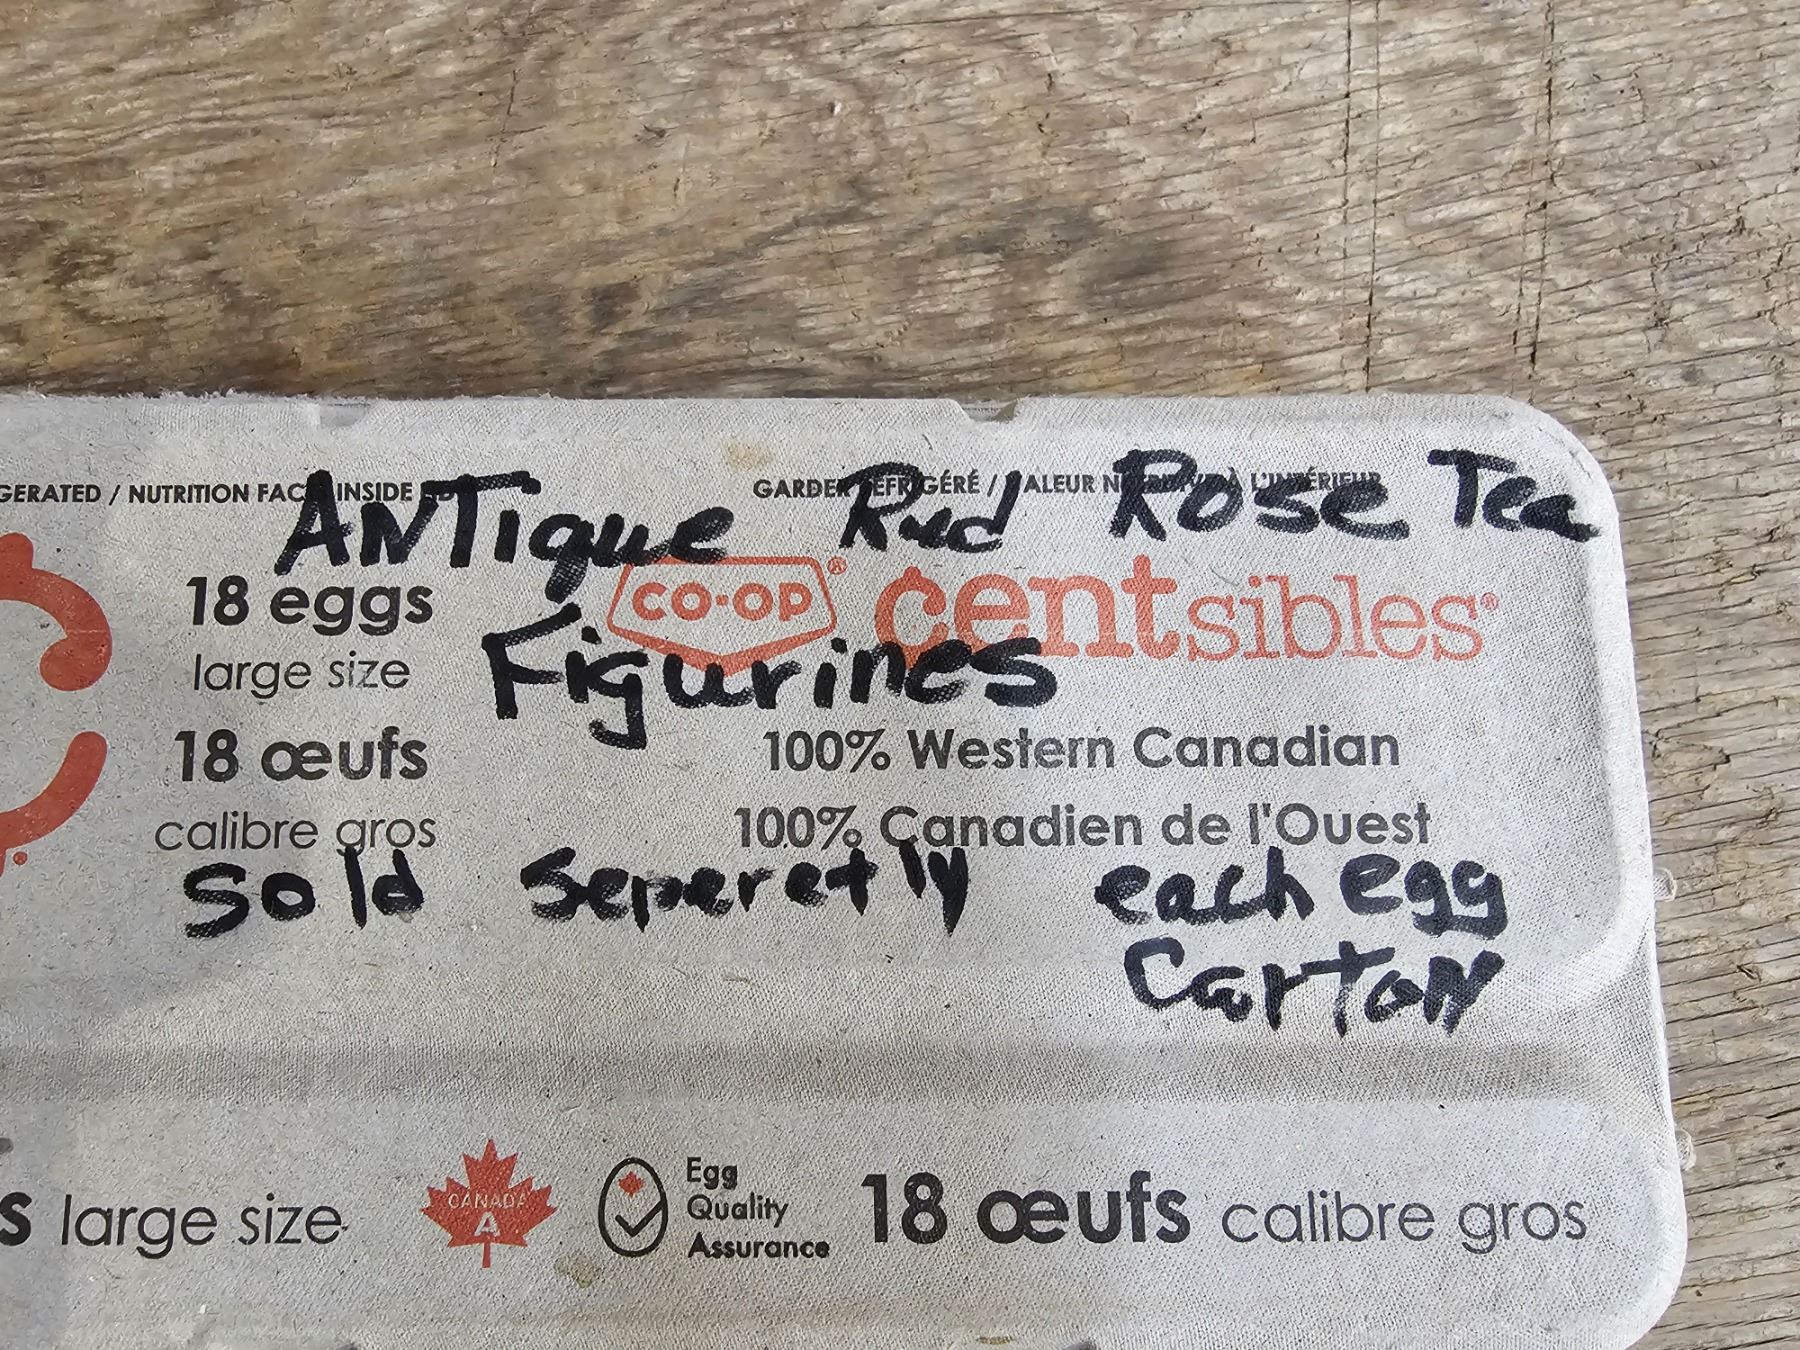 GERATED / NUTRITION FAC INSIDE
GARDER RÉFRIGÉRÉ / VALEUR À L'INTÉRIEUR
ANTique Red Rose Tea
18 eggs
CO-OP® centsibles®
Figurines
large size
18 œufs
100% Western Canadian
calibre gros
100% Canadien de l'Ouest
Sold Seperetly each egg
Carton
s large size
CANADA
A
Egg
Quality
Assurance
18 œufs calibre gros